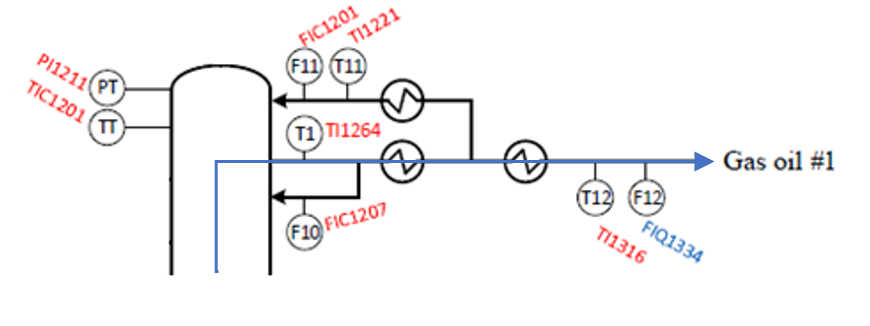 FIC1201
TI1221
F11
T11
PI1211
PT
TIC1201
TT
T1
TI1264
Gas oil #1
F10
FIC1207
T12
F12
TI1316
FIQ1334